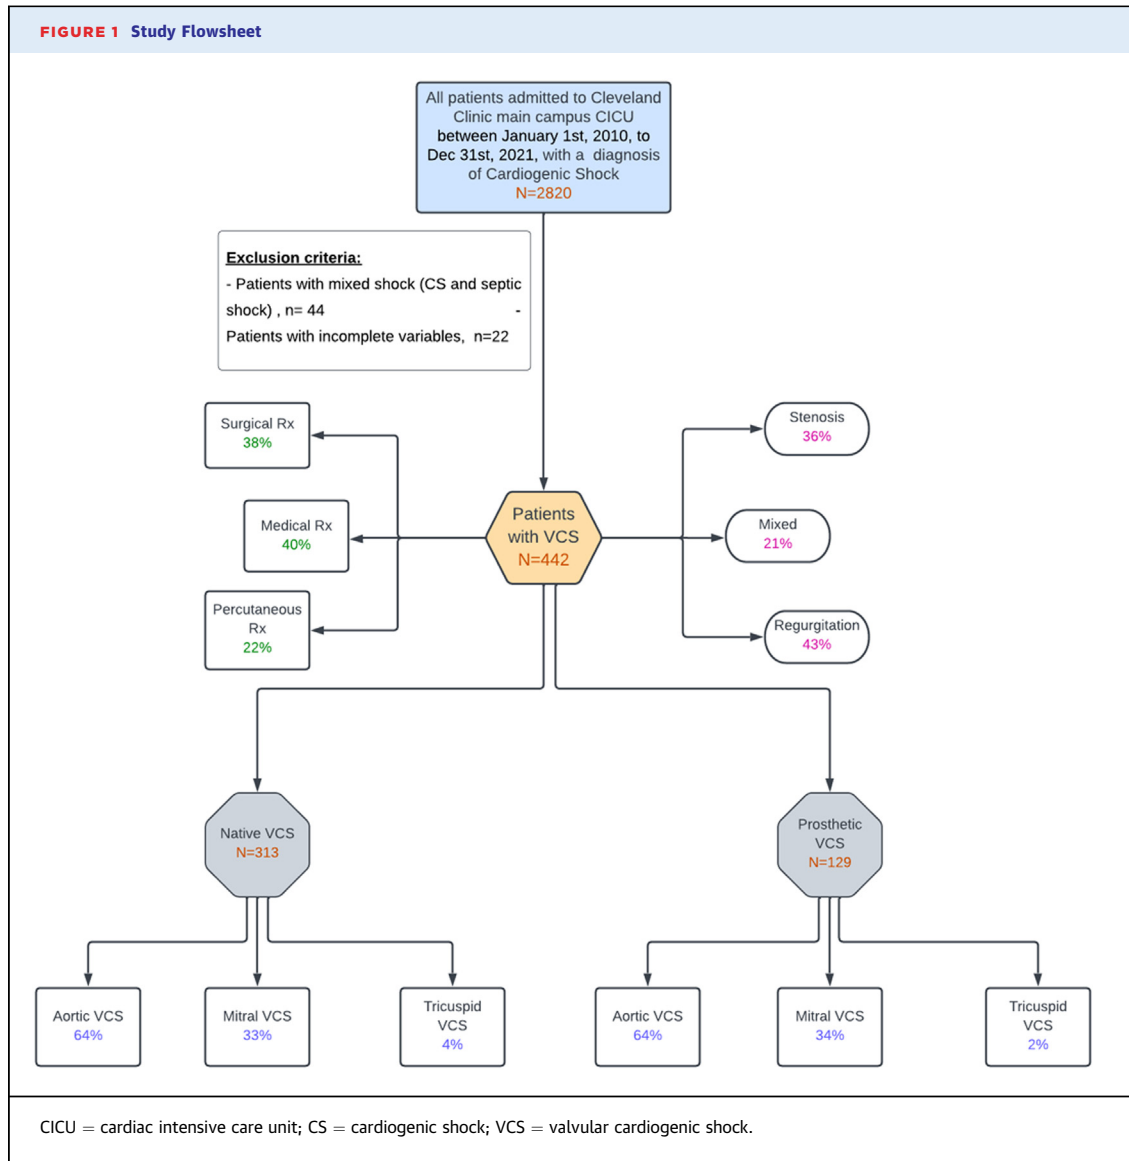 FIGURE 1 Study Flowsheet
All patients admitted to Cleveland
Clinic main campus CICU
between January 1st, 2010, to
Dec 31st, 2021, with a diagnosis
of Cardiogenic Shock
N=2820
Exclusion criteria:
- Patients with mixed shock (CS and septic
shock) , n= 44 -
Patients with incomplete variables, n=22
Surgical Rx
38%
Medical Rx
40%
Percutaneous
Rx
22%
Patients
with VCS
N=442
Stenosis
36%
Mixed
21%
Regurgitation
43%
Native VCS
N=313
Prosthetic
VCS
N=129
Aortic VCS
64%
Mitral VCS
33%
Tricuspid
VCS
4%
Aortic VCS
64%
Mitral VCS
34%
Tricuspid
VCS
2%
CICU = cardiac intensive care unit; CS = cardiogenic shock; VCS = valvular cardiogenic shock.